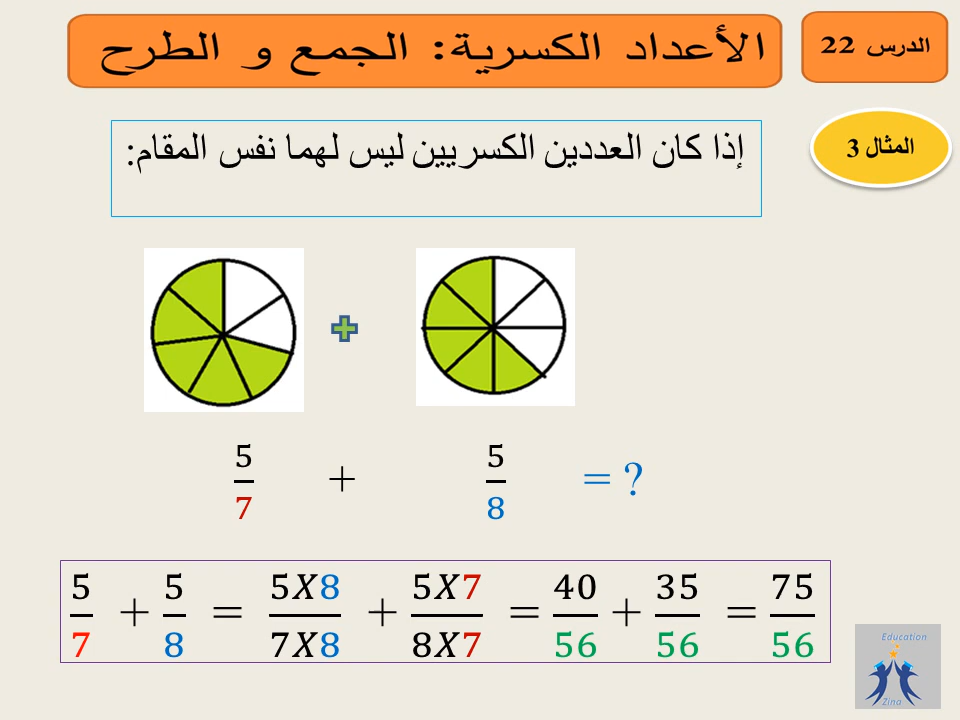 الدرس 22
الأعداد الكسرية: الجمع و الطرح
المثال 3
إذا كان العددين الكسريين ليس لهما نفس المقام:
5/7 + 5/8 = ?
5/7 + 5/8 = 5X8/7X8 + 5X7/8X7 = 40/56 + 35/56 = 75/56
Education
Zina